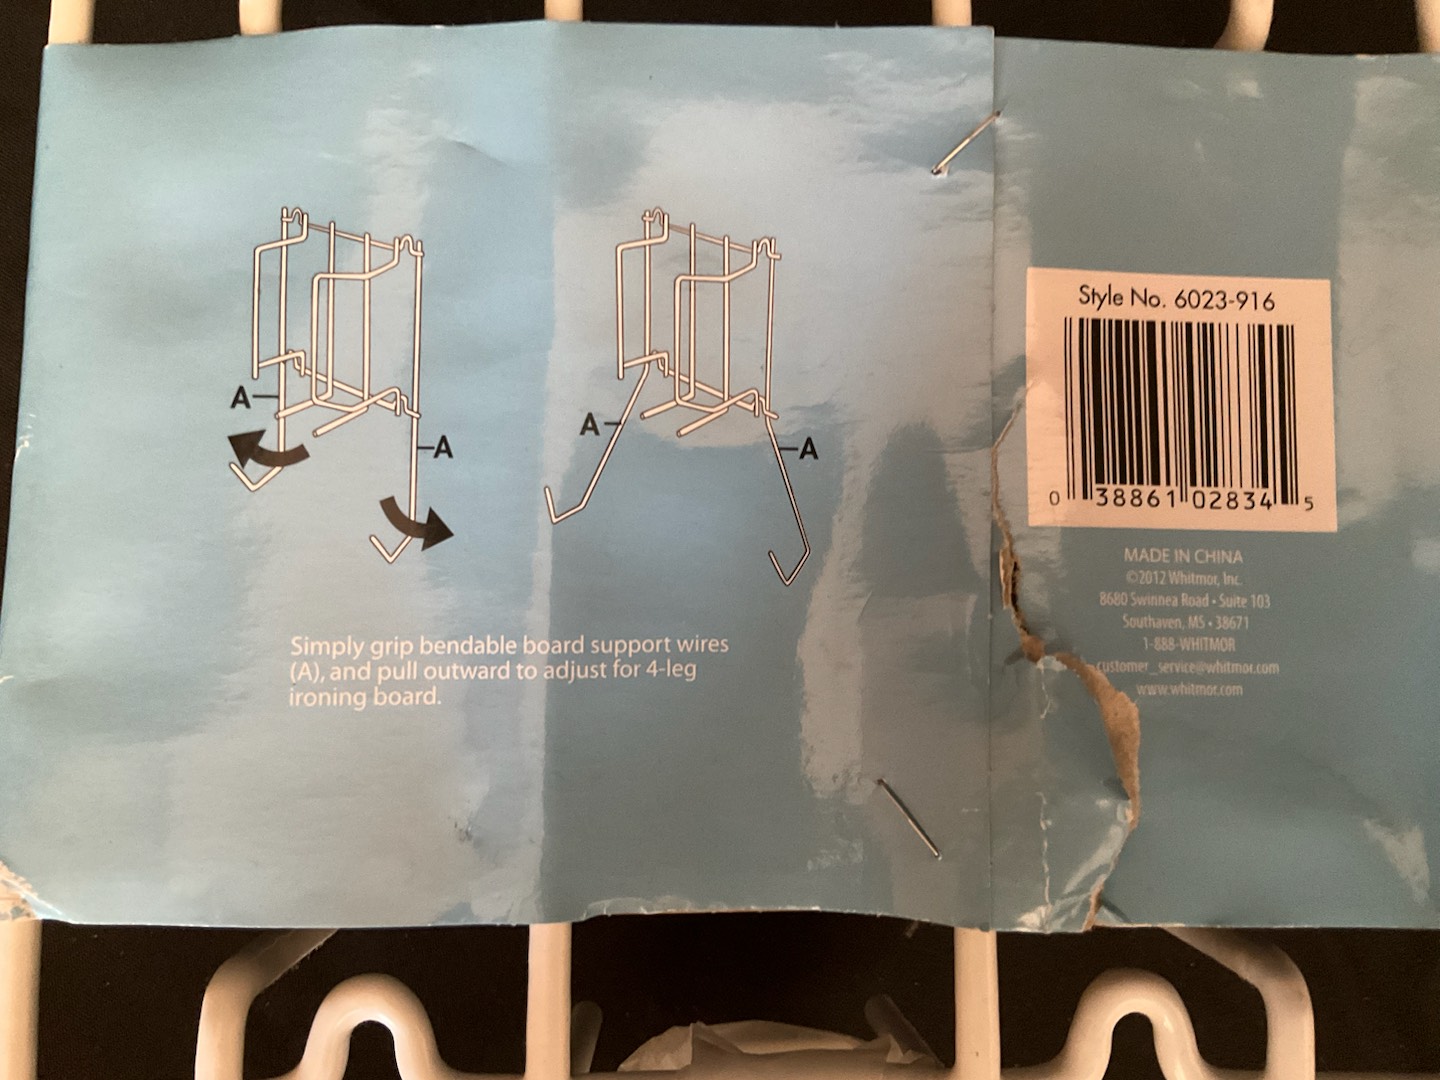 A
A
A
A
Simply grip bendable board support wires
(A), and pull outward to adjust for 4-leg
ironing board.
Style No. 6023-916
0 38861 02834 5
MADE IN CHINA
©2012 Whitmor, Inc.
8680 Swinnea Road • Suite 103
Southaven, MS • 38671
1-888-WHITMOR
customer_service@whitmor.com
www.whitmor.com